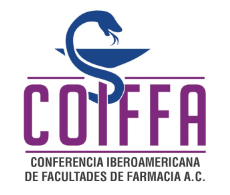 COIFFA
CONFERENCIA IBEROAMERICANA
DE FACULTADES DE FARMACIA A.C.